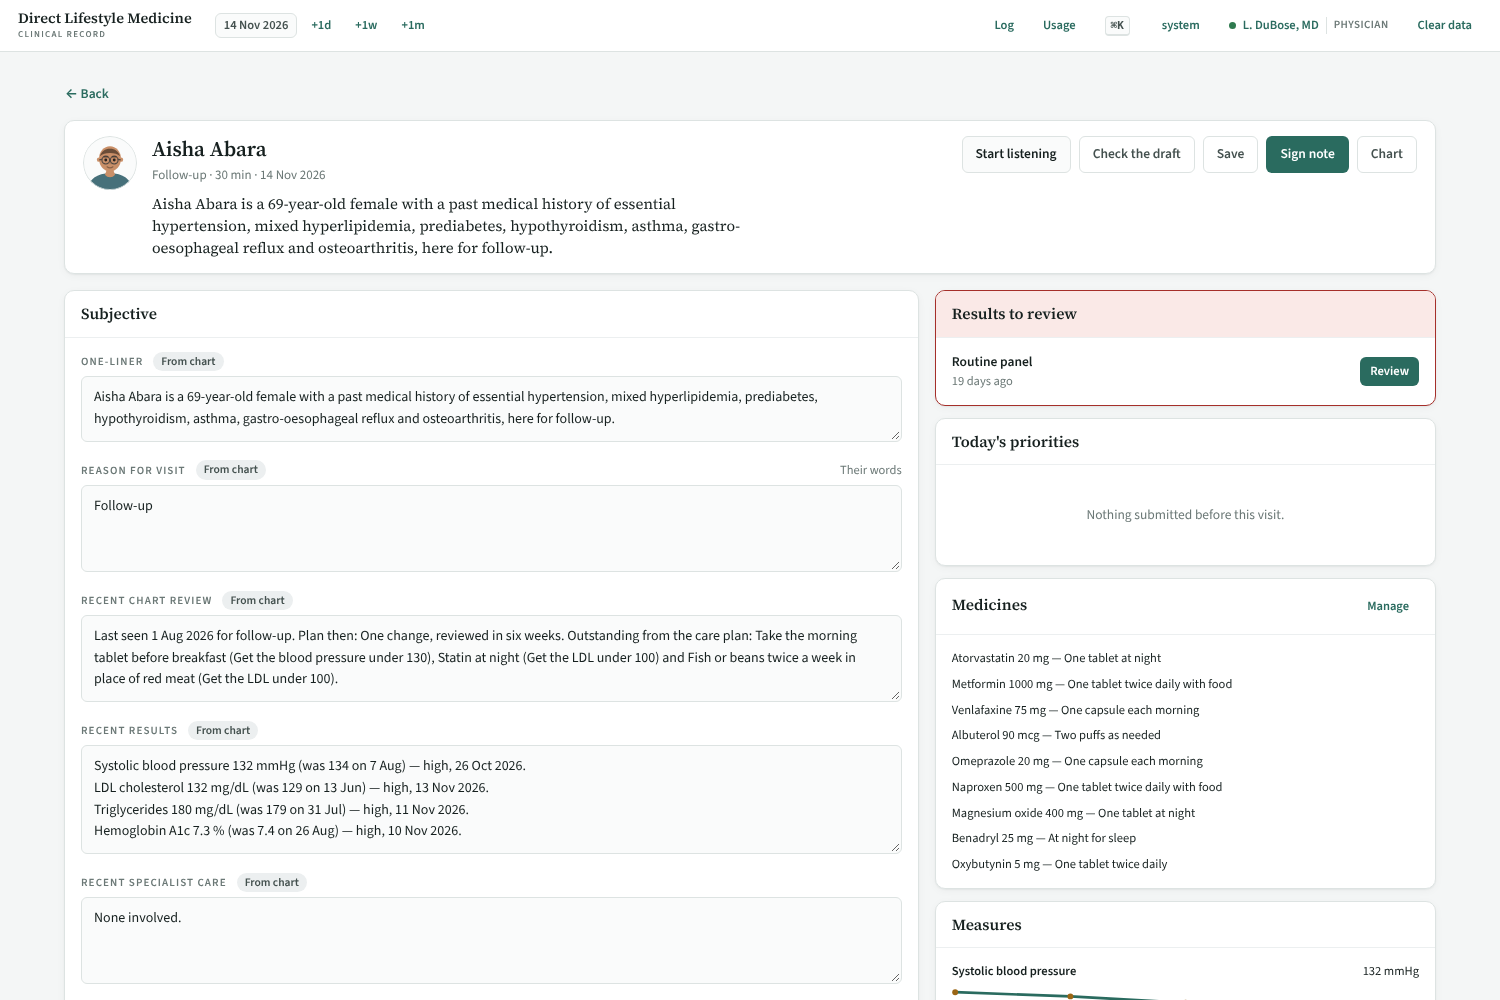 Direct Lifestyle Medicine
CLINICAL RECORD
14 Nov 2026
+1d
+1w
+1m
Log
Usage
⌘K
system
L. DuBose, MD
PHYSICIAN
Clear data
← Back
Aisha Abara
Follow-up · 30 min · 14 Nov 2026
Aisha Abara is a 69-year-old female with a past medical history of essential
hypertension, mixed hyperlipidemia, prediabetes, hypothyroidism, asthma, gastro-
oesophageal reflux and osteoarthritis, here for follow-up.
Start listening
Check the draft
Save
Sign note
Chart
Subjective
ONE-LINER From chart
Aisha Abara is a 69-year-old female with a past medical history of essential hypertension, mixed hyperlipidemia, prediabetes,
hypothyroidism, asthma, gastro-oesophageal reflux and osteoarthritis, here for follow-up.
REASON FOR VISIT From chart
Their words
Follow-up
RECENT CHART REVIEW From chart
Last seen 1 Aug 2026 for follow-up. Plan then: One change, reviewed in six weeks. Outstanding from the care plan: Take the morning
tablet before breakfast (Get the blood pressure under 130), Statin at night (Get the LDL under 100) and Fish or beans twice a week in
place of red meat (Get the LDL under 100).
RECENT RESULTS From chart
Systolic blood pressure 132 mmHg (was 134 on 7 Aug) — high, 26 Oct 2026.
LDL cholesterol 132 mg/dL (was 129 on 13 Jun) — high, 13 Nov 2026.
Triglycerides 180 mg/dL (was 179 on 31 Jul) — high, 11 Nov 2026.
Hemoglobin A1c 7.3 % (was 7.4 on 26 Aug) — high, 10 Nov 2026.
RECENT SPECIALIST CARE From chart
None involved.
Results to review
Routine panel
19 days ago
Review
Today's priorities
Nothing submitted before this visit.
Medicines
Manage
Atorvastatin 20 mg — One tablet at night
Metformin 1000 mg — One tablet twice daily with food
Venlafaxine 75 mg — One capsule each morning
Albuterol 90 mcg — Two puffs as needed
Omeprazole 20 mg — One capsule each morning
Naproxen 500 mg — One tablet twice daily with food
Magnesium oxide 400 mg — One tablet at night
Benadryl 25 mg — At night for sleep
Oxybutynin 5 mg — One tablet twice daily
Measures
Systolic blood pressure
132 mmHg